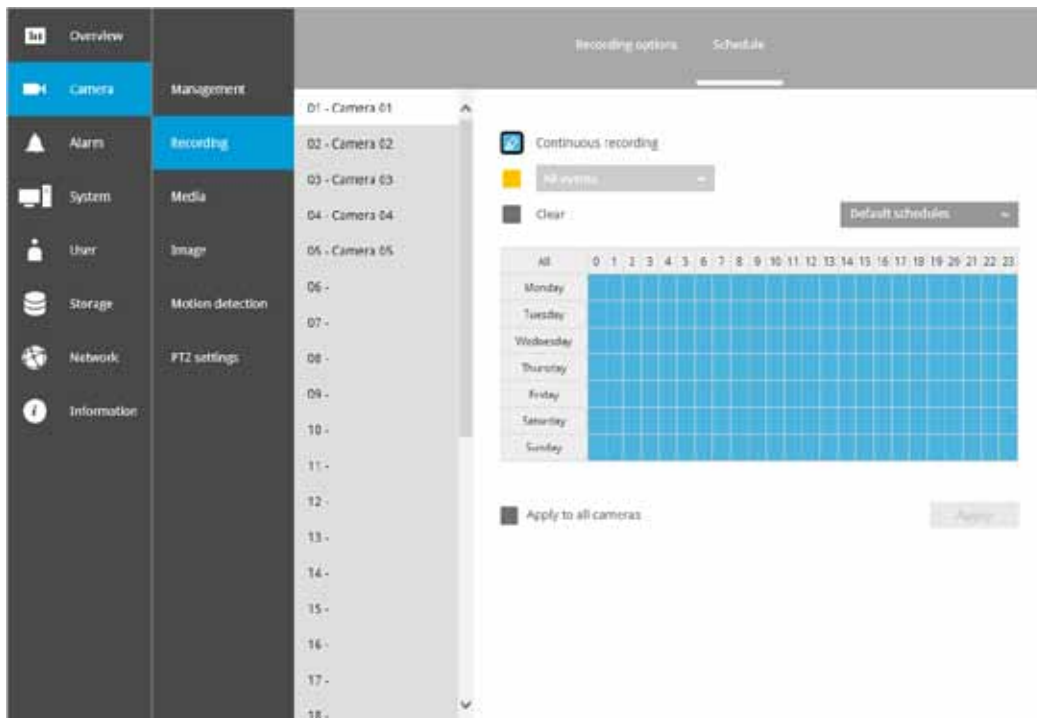 Overview
Camera
Alarm
System
User
Storage
Network
Information
Management
Recording
Media
Image
Motion detection
PTZ settings
Recording options
Schedule
01 - Camera 01
02 - Camera 02
03 - Camera 03
04 - Camera 04
05 - Camera 05
06 -
07 -
08 -
09 -
10 -
11 -
12 -
13 -
14 -
15 -
16 -
17 -
18 -
Continuous recording
All events
Clear
Default schedules
All 0 1 2 3 4 5 6 7 8 9 10 11 12 13 14 15 16 17 18 19 20 21 22 23
Monday
Tuesday
Wednesday
Thursday
Friday
Saturday
Sunday
Apply to all cameras
Apply